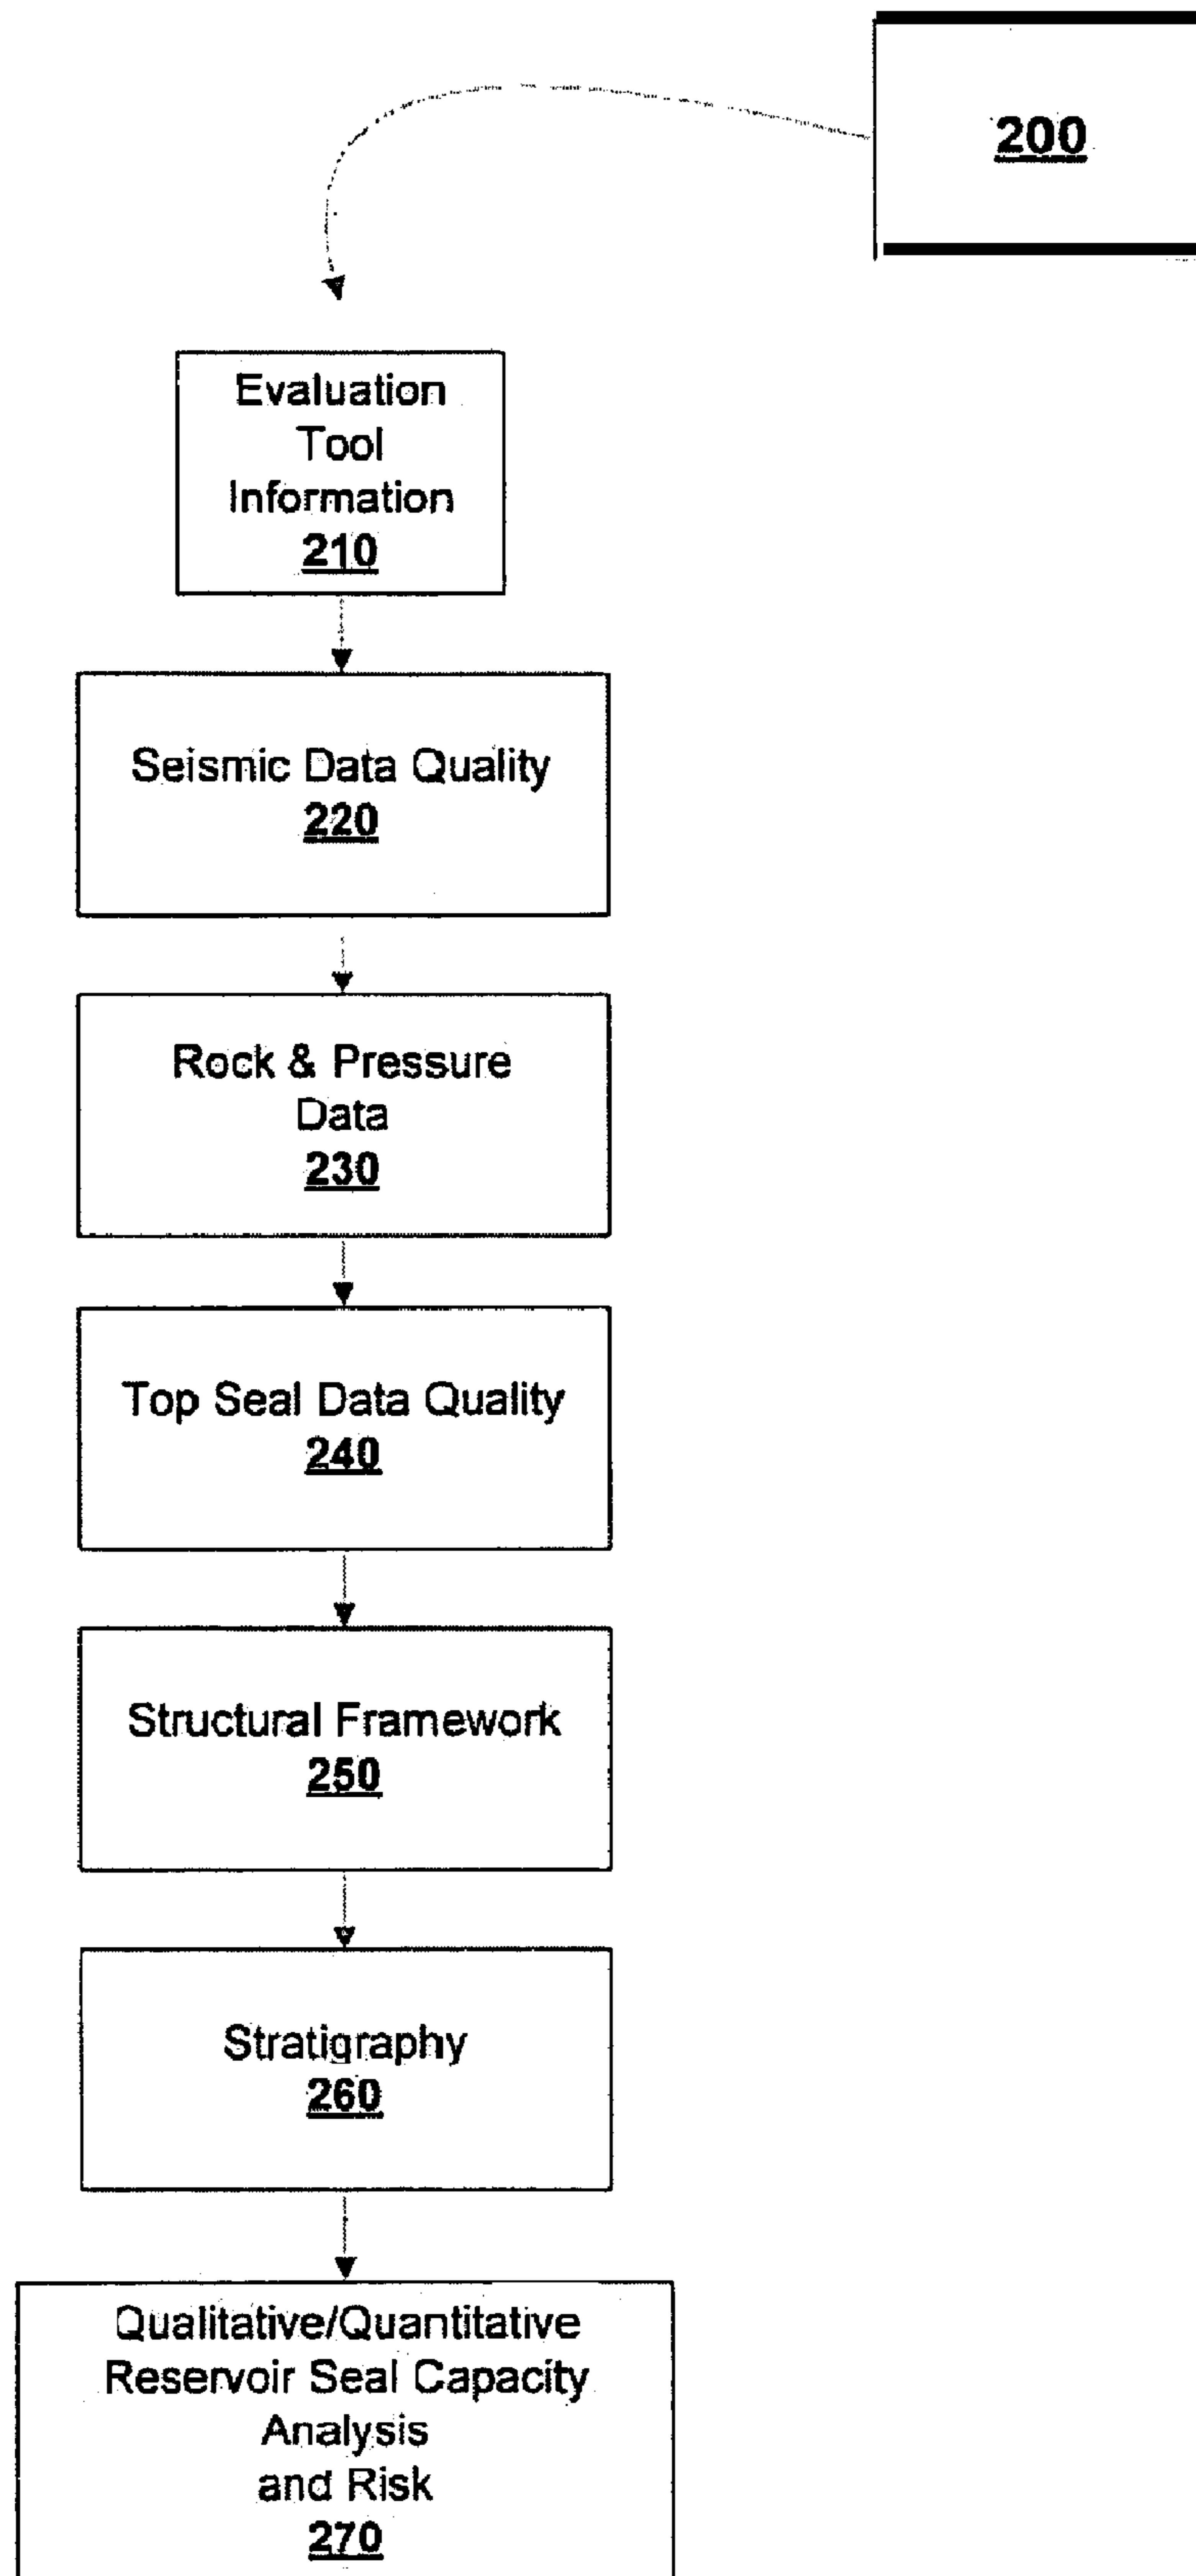 200
Evaluation
Tool
Information
210
Seismic Data Quality
220
Rock & Pressure
Data
230
Top Seal Data Quality
240
Structural Framework
250
Stratigraphy
260
Qualitative/Quantitative
Reservoir Seal Capacity
Analysis
and Risk
270